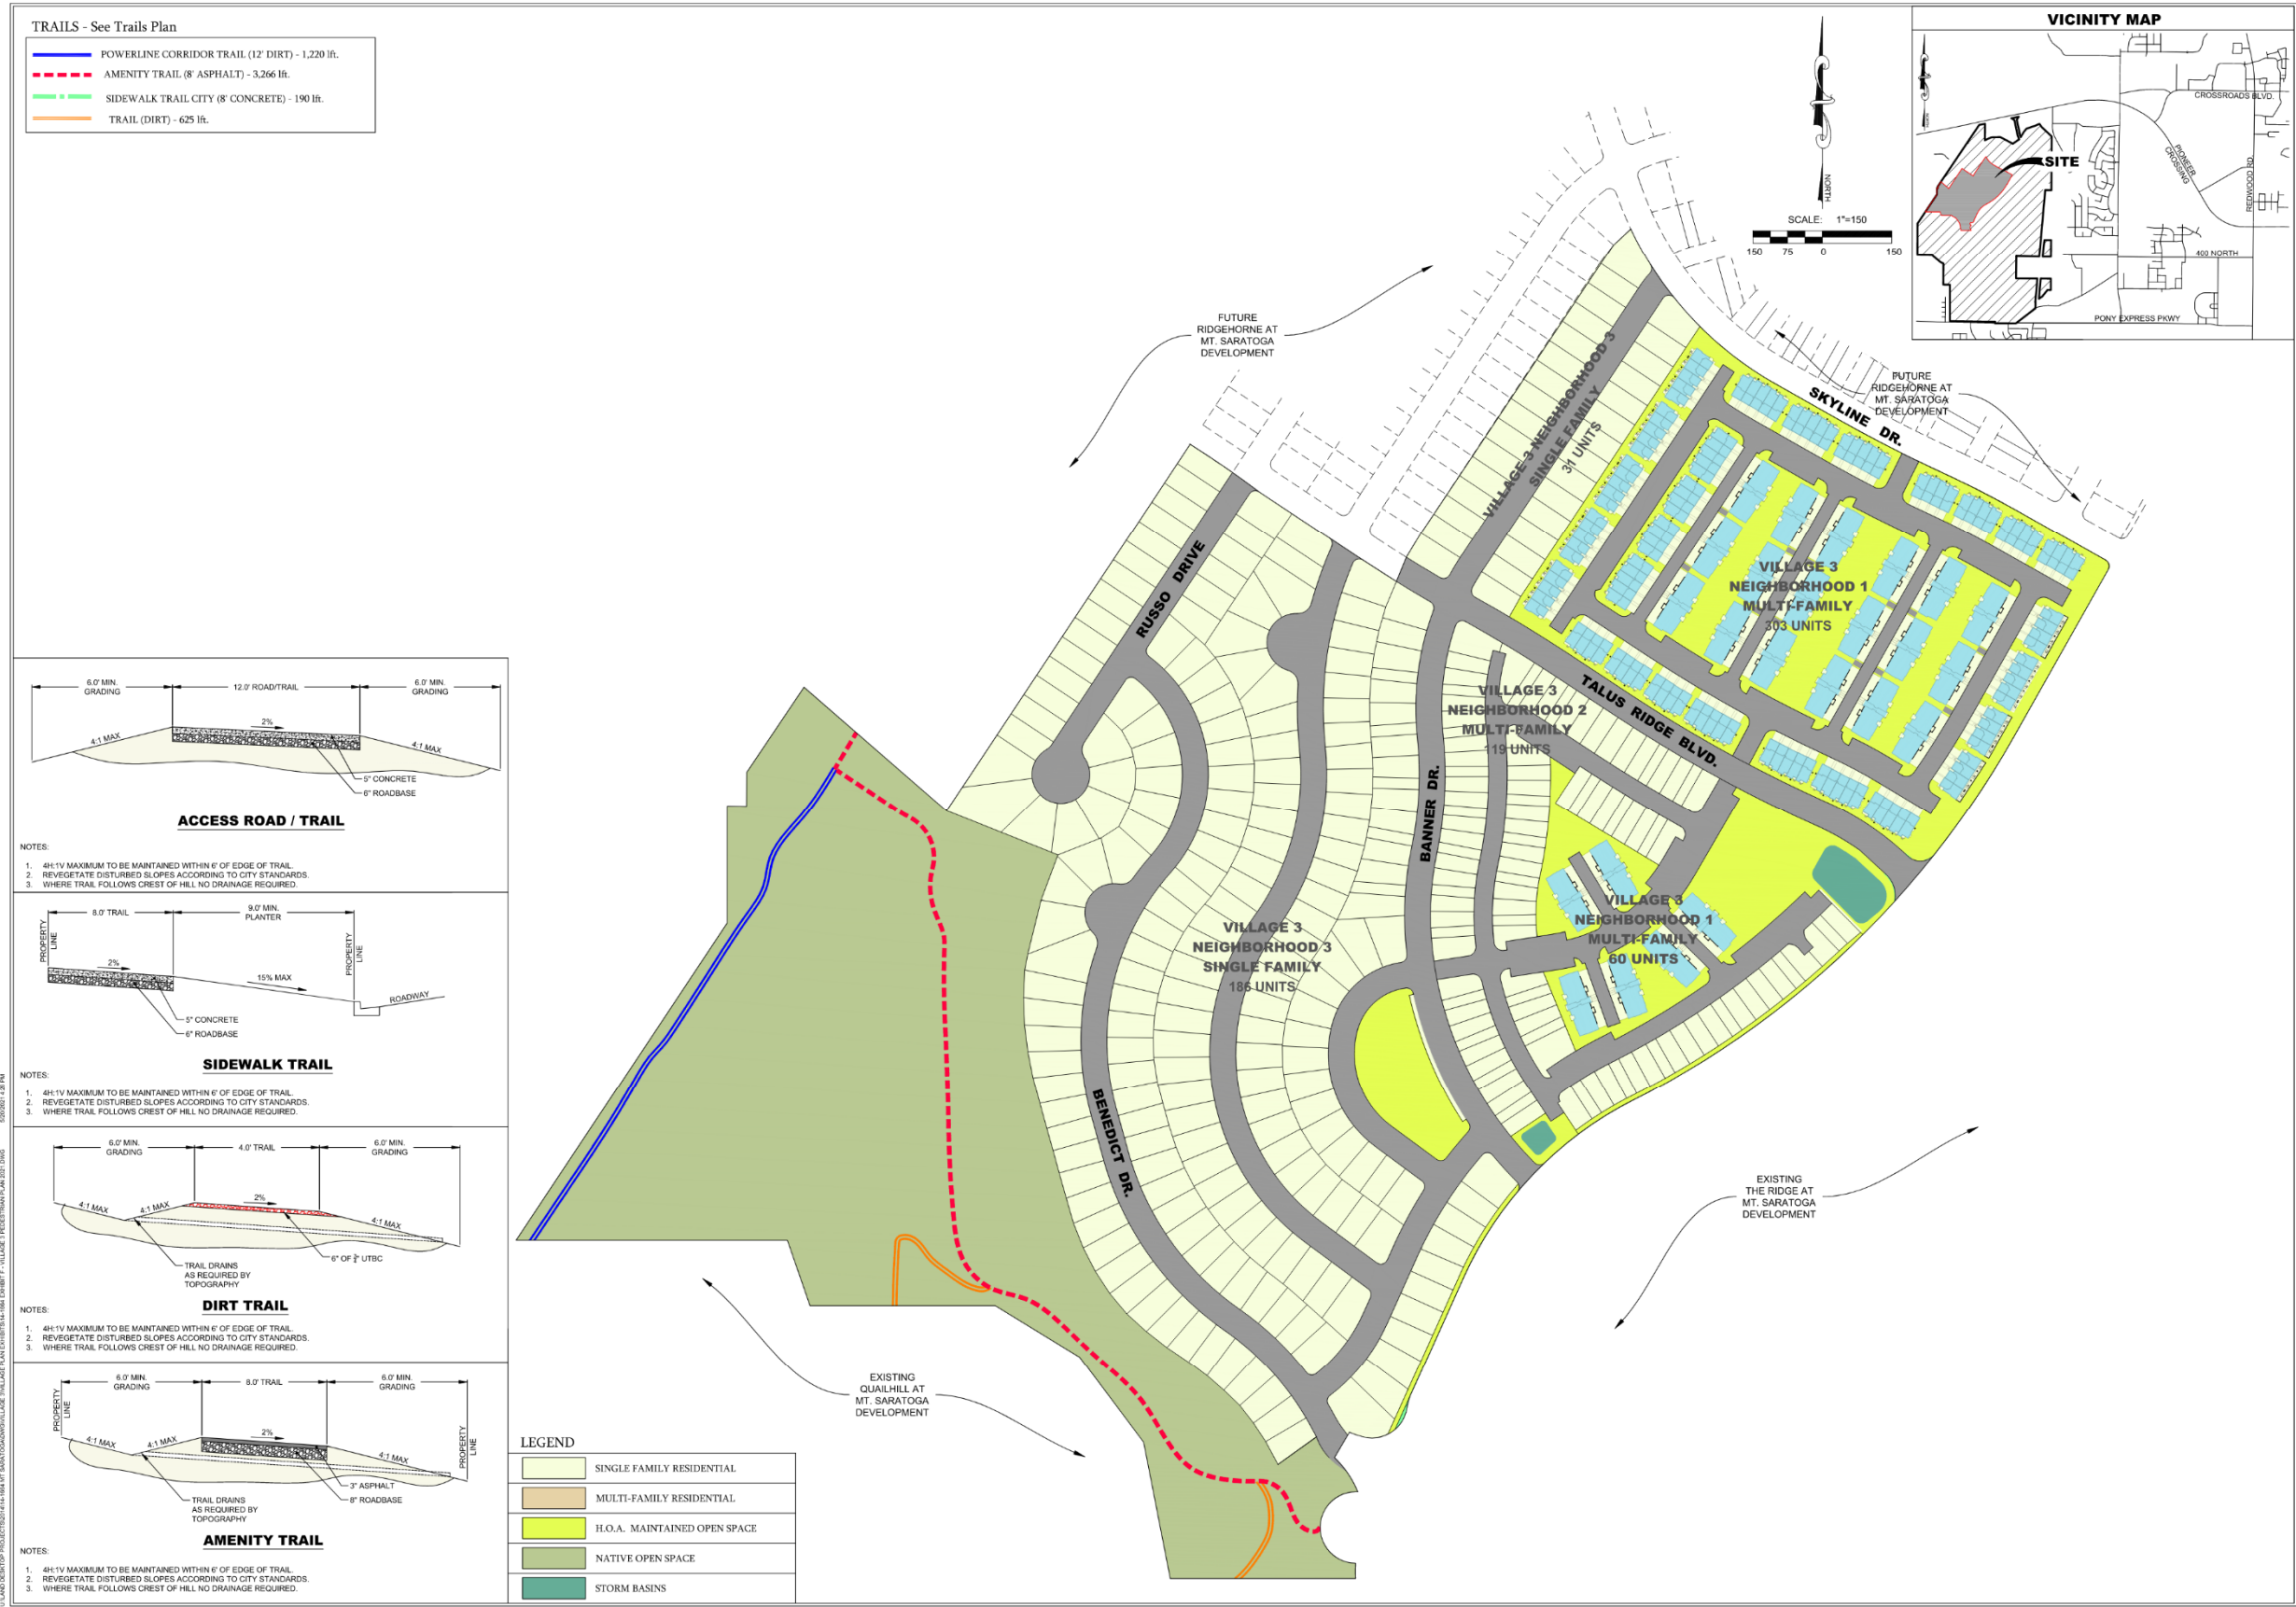 TRAILS - See Trails Plan
POWERLINE CORRIDOR TRAIL (12' DIRT) - 1,220 lft.
AMENITY TRAIL (8' ASPHALT) - 3,266 lft.
SIDEWALK TRAIL CITY (8' CONCRETE) - 190 lft.
TRAIL (DIRT) - 625 lft.
NORTH
SCALE: 1"=150
150 75 0 150
VICINITY MAP
CROSSROADS BLVD.
PIONEER
CROSSING
REDWOOD RD
SITE
400 NORTH
PONY EXPRESS PKWY
FUTURE
RIDGEHORNE AT
MT. SARATOGA
DEVELOPMENT
FUTURE
RIDGEHORNE AT
MT. SARATOGA
DEVELOPMENT
SKYLINE DR.
VILLAGE 3 NEIGHBORHOOD 3
SINGLE FAMILY
31 UNITS
VILLAGE 3
NEIGHBORHOOD 1
MULTI-FAMILY
303 UNITS
RUSSO DRIVE
VILLAGE 3
NEIGHBORHOOD 2
MULTI-FAMILY
119 UNITS
TALUS RIDGE BLVD.
BANNER DR.
VILLAGE 3
NEIGHBORHOOD 1
MULTI-FAMILY
60 UNITS
VILLAGE 3
NEIGHBORHOOD 3
SINGLE FAMILY
186 UNITS
BENEDICT DR.
EXISTING
THE RIDGE AT
MT. SARATOGA
DEVELOPMENT
EXISTING
QUAILHILL AT
MT. SARATOGA
DEVELOPMENT
6.0' MIN.
GRADING
12.0' ROAD/TRAIL
6.0' MIN.
GRADING
2%
4:1 MAX
4:1 MAX
5" CONCRETE
6" ROADBASE
ACCESS ROAD / TRAIL
NOTES:
1. 4H:1V MAXIMUM TO BE MAINTAINED WITHIN 6' OF EDGE OF TRAIL.
2. REVEGETATE DISTURBED SLOPES ACCORDING TO CITY STANDARDS.
3. WHERE TRAIL FOLLOWS CREST OF HILL NO DRAINAGE REQUIRED.
PROPERTY
LINE
8.0' TRAIL
9.0' MIN.
PLANTER
PROPERTY
LINE
2%
15% MAX
ROADWAY
5" CONCRETE
6" ROADBASE
SIDEWALK TRAIL
NOTES:
1. 4H:1V MAXIMUM TO BE MAINTAINED WITHIN 6' OF EDGE OF TRAIL.
2. REVEGETATE DISTURBED SLOPES ACCORDING TO CITY STANDARDS.
3. WHERE TRAIL FOLLOWS CREST OF HILL NO DRAINAGE REQUIRED.
6.0' MIN.
GRADING
4.0' TRAIL
6.0' MIN.
GRADING
2%
4:1 MAX
4:1 MAX
4:1 MAX
6" OF ¾" UTBC
TRAIL DRAINS
AS REQUIRED BY
TOPOGRAPHY
DIRT TRAIL
NOTES:
1. 4H:1V MAXIMUM TO BE MAINTAINED WITHIN 6' OF EDGE OF TRAIL.
2. REVEGETATE DISTURBED SLOPES ACCORDING TO CITY STANDARDS.
3. WHERE TRAIL FOLLOWS CREST OF HILL NO DRAINAGE REQUIRED.
PROPERTY
LINE
6.0' MIN.
GRADING
8.0' TRAIL
6.0' MIN.
GRADING
PROPERTY
LINE
2%
4:1 MAX
4:1 MAX
4:1 MAX
3" ASPHALT
8" ROADBASE
TRAIL DRAINS
AS REQUIRED BY
TOPOGRAPHY
AMENITY TRAIL
NOTES:
1. 4H:1V MAXIMUM TO BE MAINTAINED WITHIN 6' OF EDGE OF TRAIL.
2. REVEGETATE DISTURBED SLOPES ACCORDING TO CITY STANDARDS.
3. WHERE TRAIL FOLLOWS CREST OF HILL NO DRAINAGE REQUIRED.
LEGEND
SINGLE FAMILY RESIDENTIAL
MULTI-FAMILY RESIDENTIAL
H.O.A. MAINTAINED OPEN SPACE
NATIVE OPEN SPACE
STORM BASINS